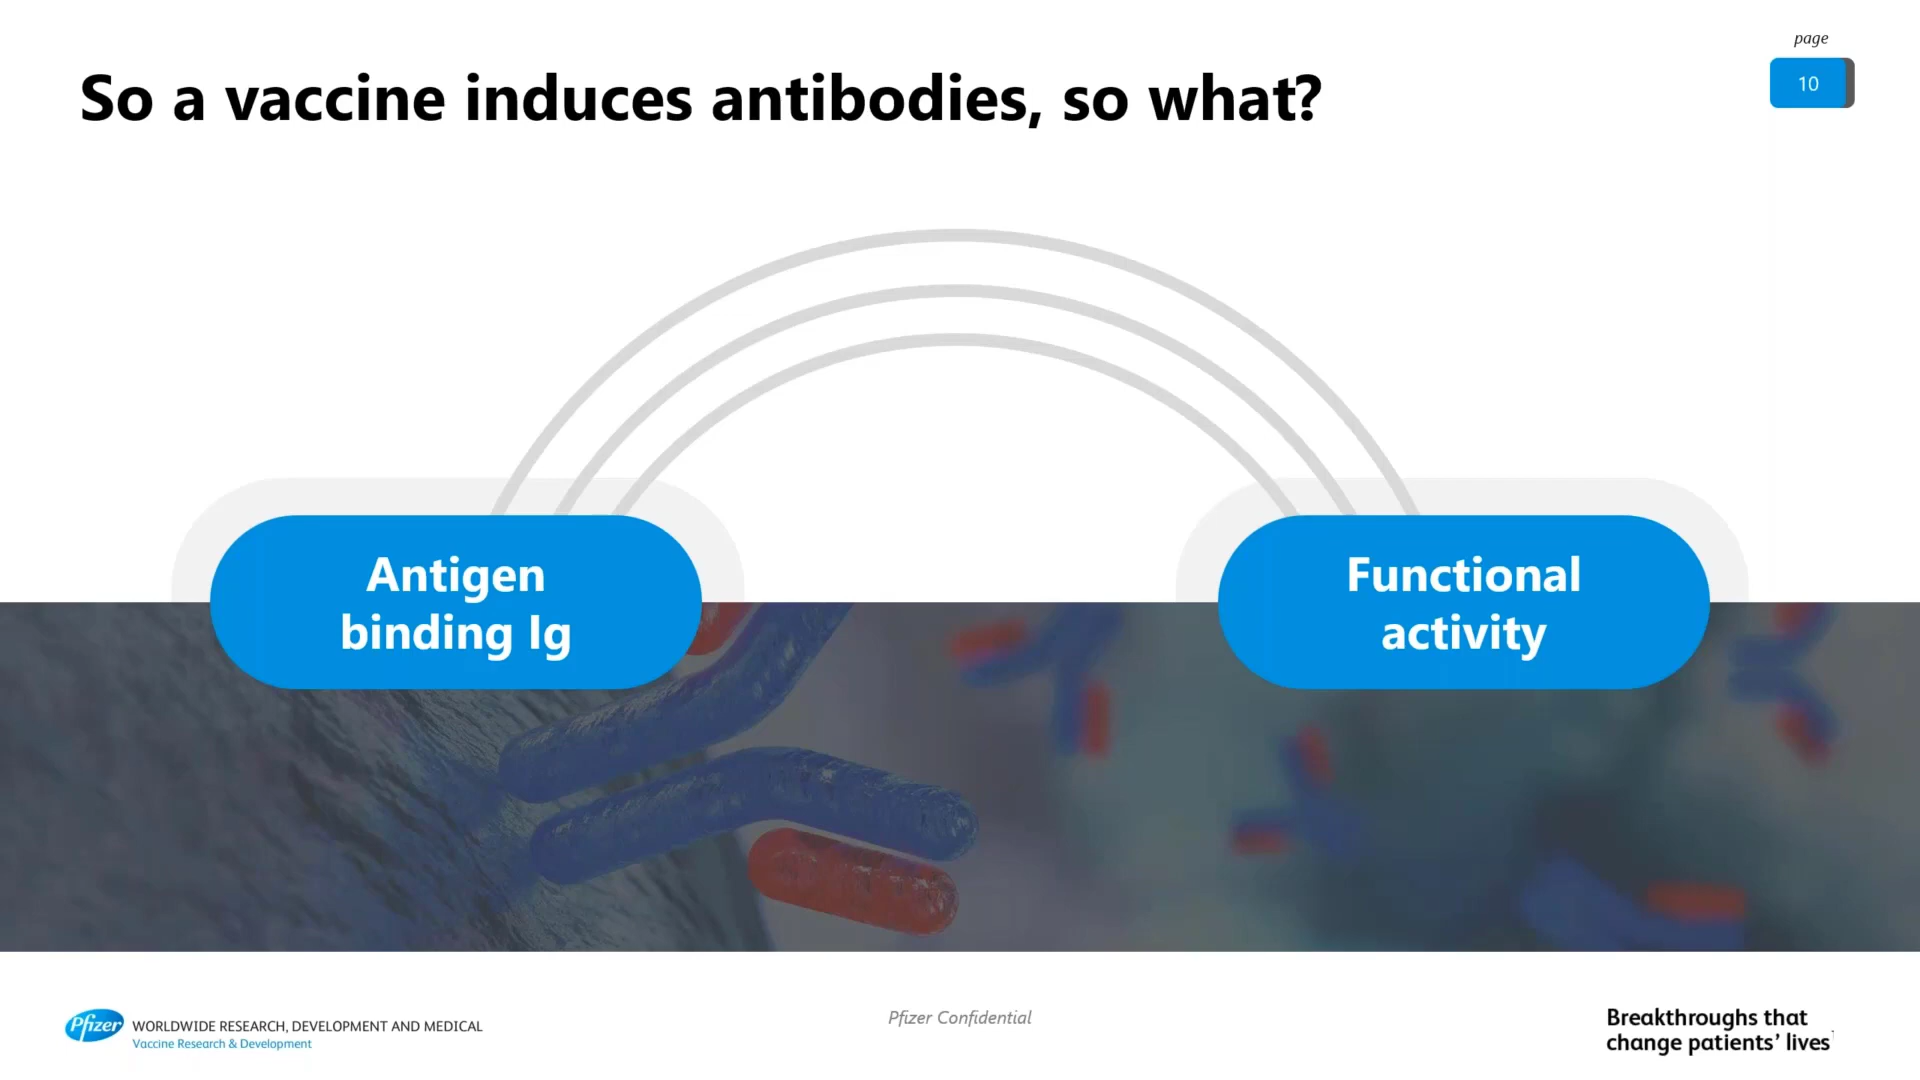 page
10
So a vaccine induces antibodies, so what?
Antigen
binding Ig
Functional
activity
Pfizer
WORLDWIDE RESEARCH, DEVELOPMENT AND MEDICAL
Vaccine Research & Development
Pfizer Confidential
Breakthroughs that
change patients’ lives